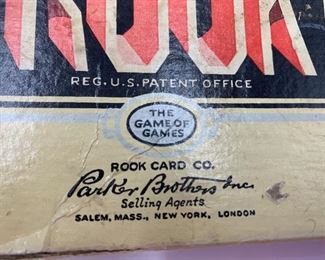 ROOK
REG. U.S. PATENT OFFICE
THE
GAME OF
GAMES
ROOK CARD CO.
Parker Brothers Inc
Selling Agents
SALEM, MASS., NEW YORK, LONDON